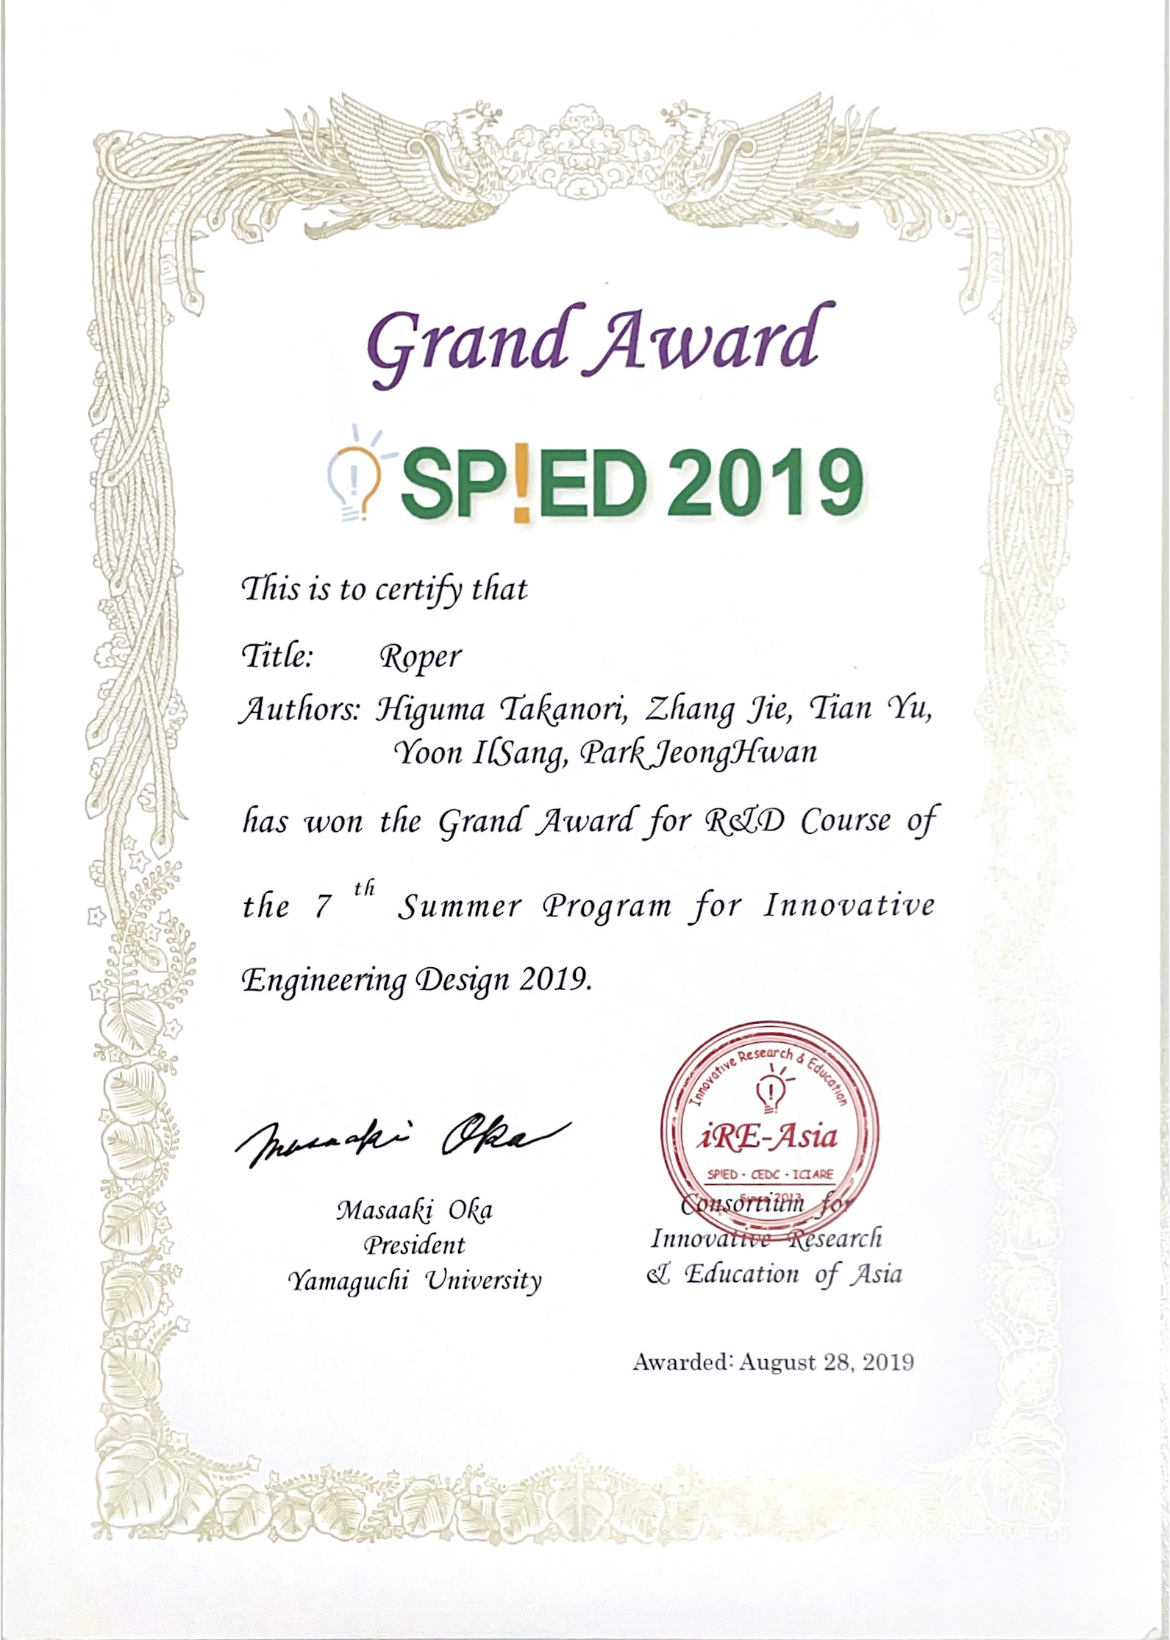 Grand Award
SP!ED 2019
This is to certify that
Title: Roper
Authors: Higuma Takanori, Zhang Jie, Tian Yu,
Yoon IlSang, Park JeongHwan
has won the Grand Award for R&D Course of
the 7 th Summer Program for Innovative
Engineering Design 2019.
Innovative Research & Education
iRE-Asia
SPIED · CEDC · ICIARE
Since 2013
Masaaki Oka
Masaaki Oka
President
Yamaguchi University
Consortium for
Innovative Research
& Education of Asia
Awarded: August 28, 2019